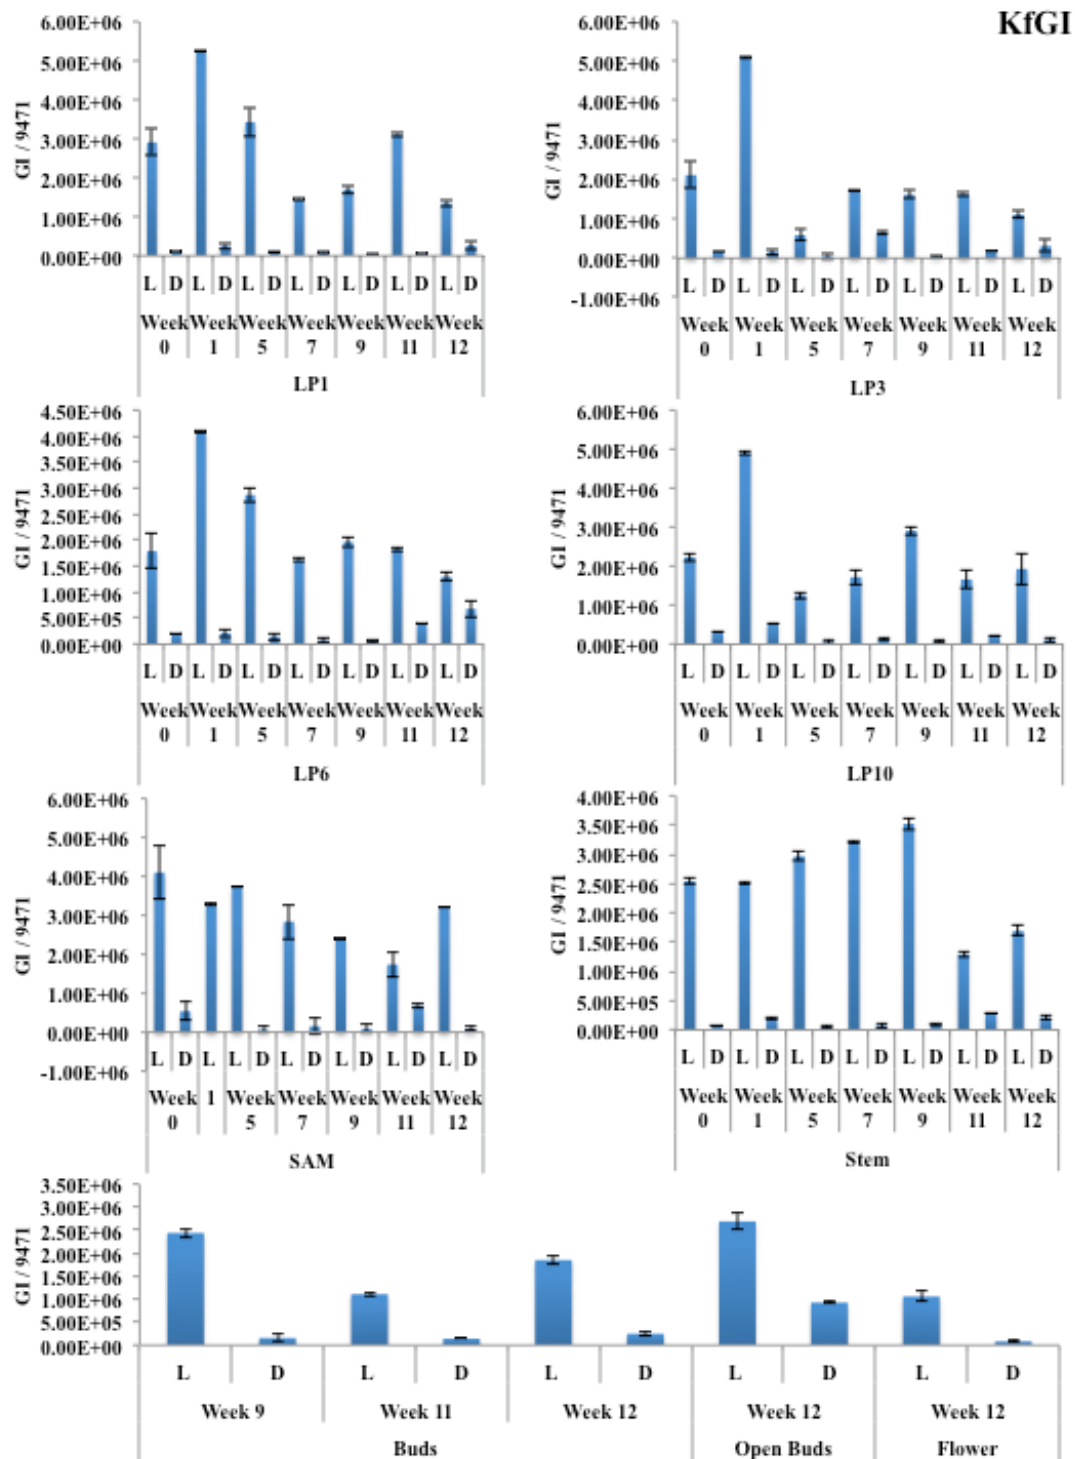 KfGI
6.00E+06
5.00E+06
4.00E+06
3.00E+06
2.00E+06
1.00E+06
0.00E+00
GI / 9471
L D L D L D L D L D L D L D
Week Week Week Week Week Week Week
0 1 5 7 9 11 12
LP1
6.00E+06
5.00E+06
4.00E+06
3.00E+06
2.00E+06
1.00E+06
0.00E+00
-1.00E+06
GI / 9471
L D L D L D L D L D L D L D
Week Week Week Week Week Week Week
0 1 5 7 9 11 12
LP3
4.50E+06
4.00E+06
3.50E+06
3.00E+06
2.50E+06
2.00E+06
1.50E+06
1.00E+06
5.00E+05
0.00E+00
GI / 9471
L D L D L D L D L D L D L D
Week Week Week Week Week Week Week
0 1 5 7 9 11 12
LP6
6.00E+06
5.00E+06
4.00E+06
3.00E+06
2.00E+06
1.00E+06
0.00E+00
GI / 9471
L D L D L D L D L D L D L D
Week Week Week Week Week Week Week
0 1 5 7 9 11 12
LP10
6.00E+06
5.00E+06
4.00E+06
3.00E+06
2.00E+06
1.00E+06
0.00E+00
-1.00E+06
GI / 9471
L D L L D L D L D L D L D
Week 1 Week Week Week Week Week
0 5 7 9 11 12
SAM
4.00E+06
3.50E+06
3.00E+06
2.50E+06
2.00E+06
1.50E+06
1.00E+06
5.00E+05
0.00E+00
GI / 9471
L D L D L D L D L D L D L D
Week Week Week Week Week Week Week
0 1 5 7 9 11 12
Stem
3.50E+06
3.00E+06
2.50E+06
2.00E+06
1.50E+06
1.00E+06
5.00E+05
0.00E+00
GI / 9471
L D L D L D L D L D
Week 9 Week 11 Week 12 Week 12 Week 12
Buds Open Buds Flower